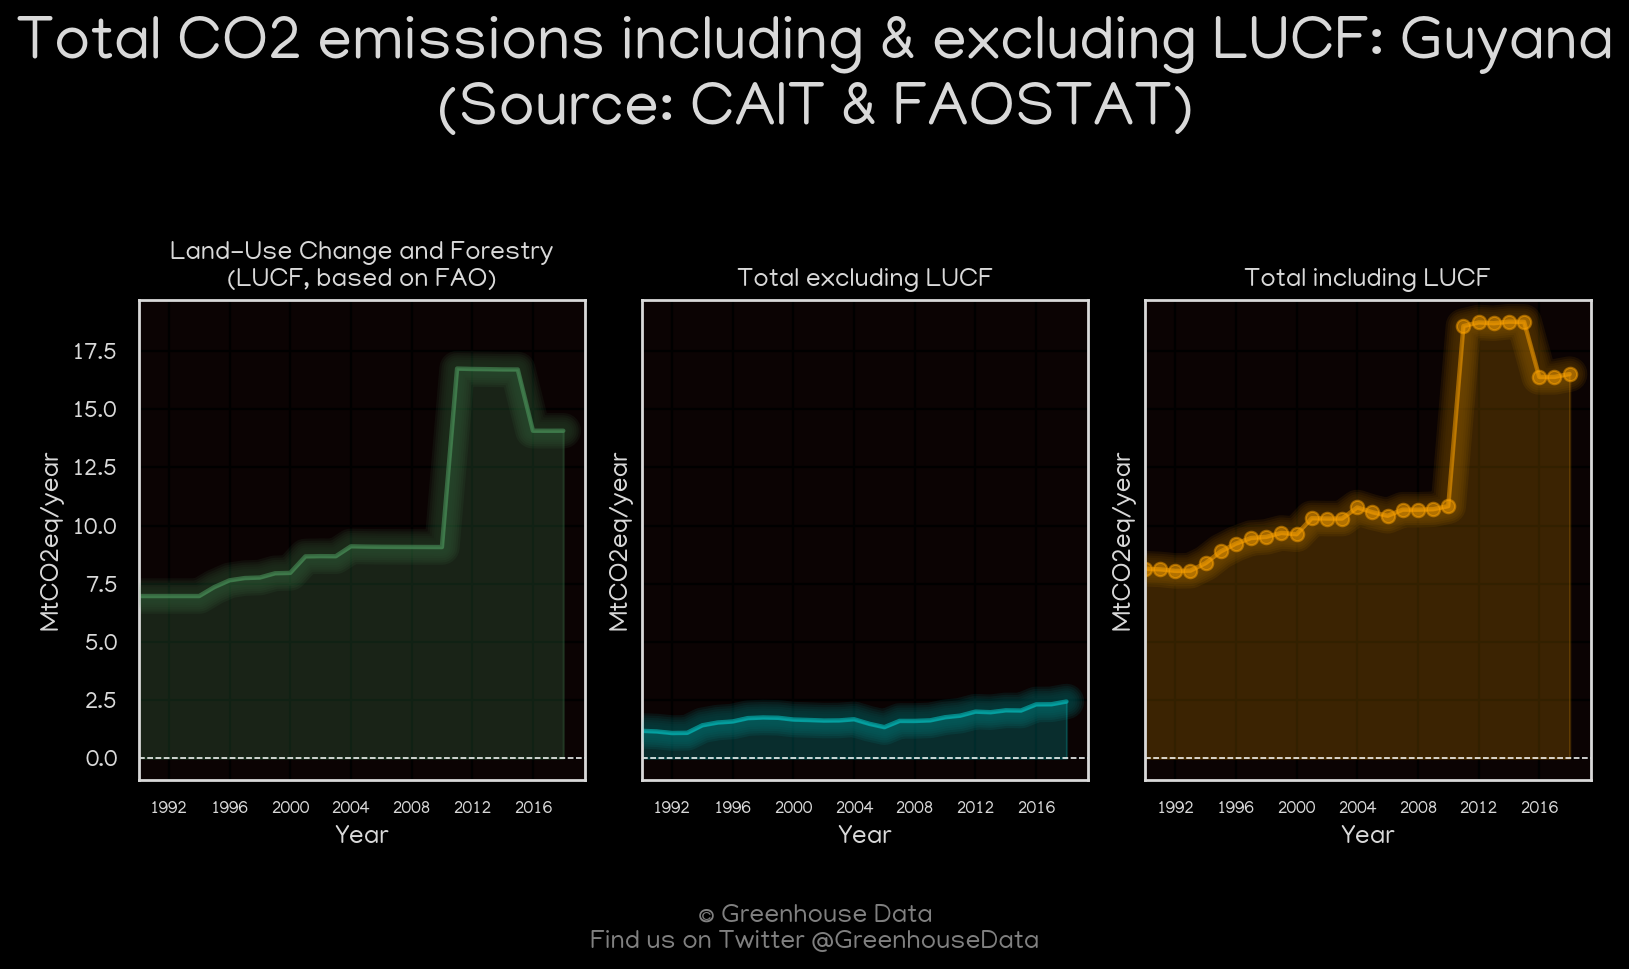 Total CO2 emissions including & excluding LUCF: Guyana
(Source: CAIT & FAOSTAT)
Land-Use Change and Forestry
(LUCF, based on FAO)
Total excluding LUCF
Total including LUCF
17.5
15.0
12.5
10.0
7.5
5.0
2.5
0.0
MtCO2eq/year
MtCO2eq/year
MtCO2eq/year
1992 1996 2000 2004 2008 2012 2016
1992 1996 2000 2004 2008 2012 2016
1992 1996 2000 2004 2008 2012 2016
Year
Year
Year
© Greenhouse Data
Find us on Twitter @GreenhouseData